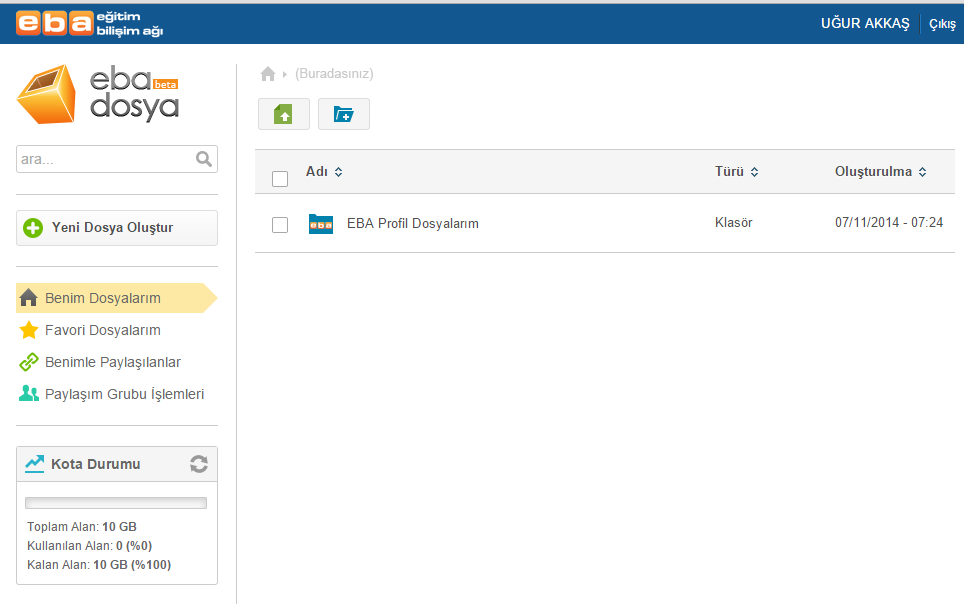 eba eğitim
bilişim ağı
UĞUR AKKAŞ
Çıkış
eba beta
dosya
(Buradasınız)
ara...
Adı
Türü
Oluşturulma
EBA Profil Dosyalarım
Klasör
07/11/2014 - 07:24
eba
Yeni Dosya Oluştur
Benim Dosyalarım
Favori Dosyalarım
Benimle Paylaşılanlar
Paylaşım Grubu İşlemleri
Kota Durumu
Toplam Alan: 10 GB
Kullanılan Alan: 0 (%0)
Kalan Alan: 10 GB (%100)